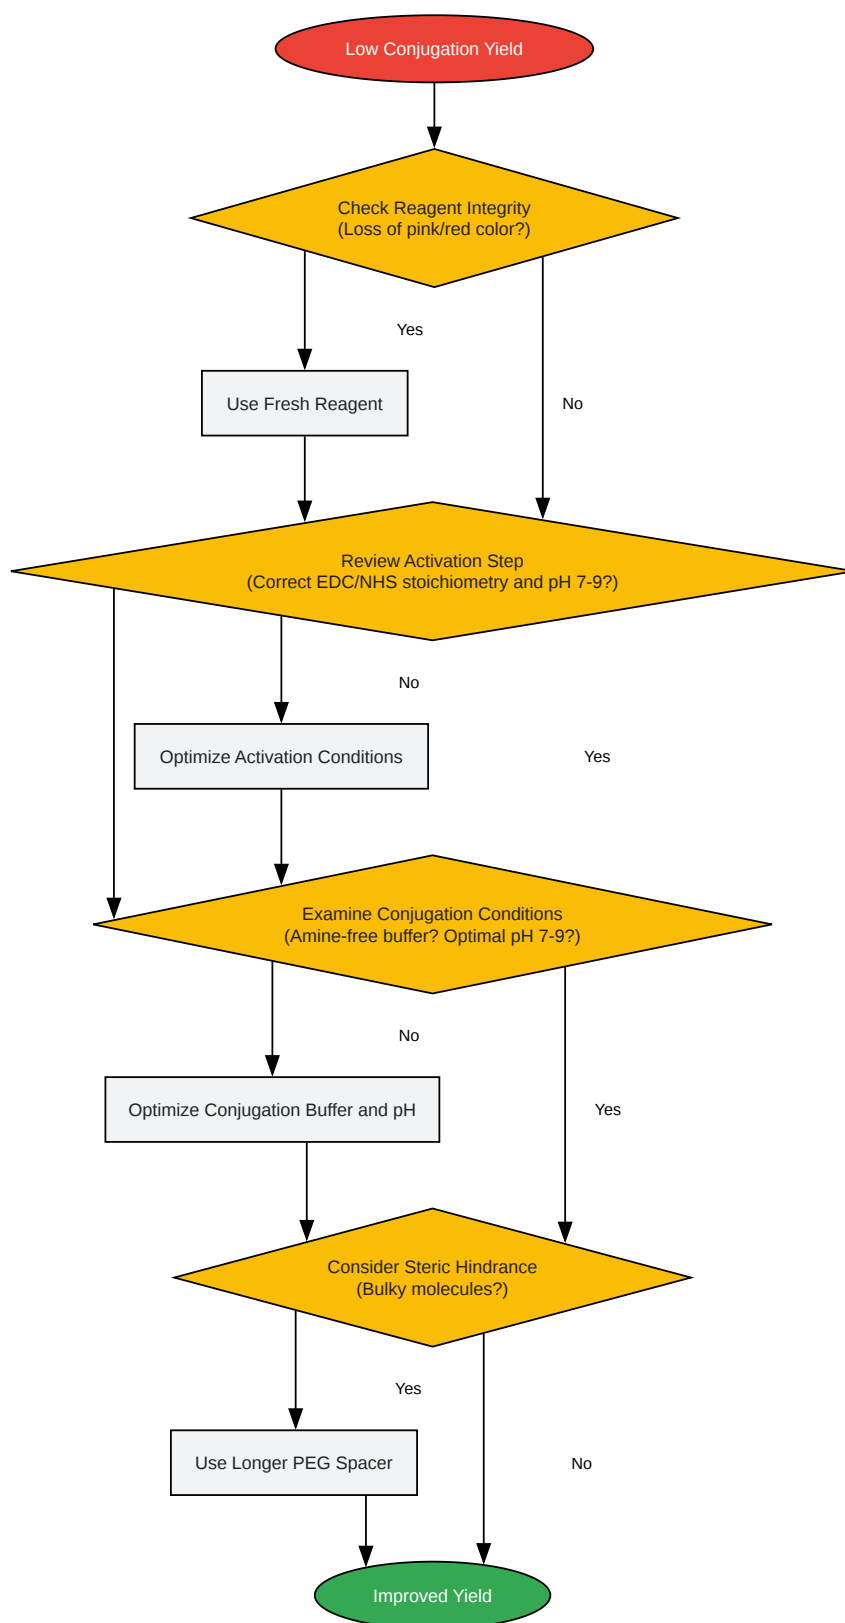 Low Conjugation Yield
Check Reagent Integrity
(Loss of pink/red color?)
Yes
Use Fresh Reagent
No
Review Activation Step
(Correct EDC/NHS stoichiometry and pH 7-9?)
No
Optimize Activation Conditions
Yes
Examine Conjugation Conditions
(Amine-free buffer? Optimal pH 7-9?)
No
Optimize Conjugation Buffer and pH
Yes
Consider Steric Hindrance
(Bulky molecules?)
Yes
Use Longer PEG Spacer
No
Improved Yield